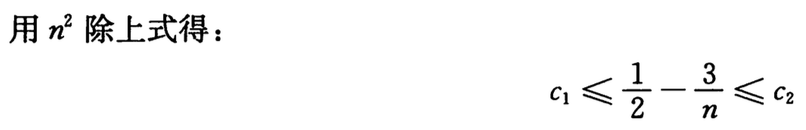 用 n² 除上式得：
c₁ ⩽ 1/2 − 3/n ⩽ c₂